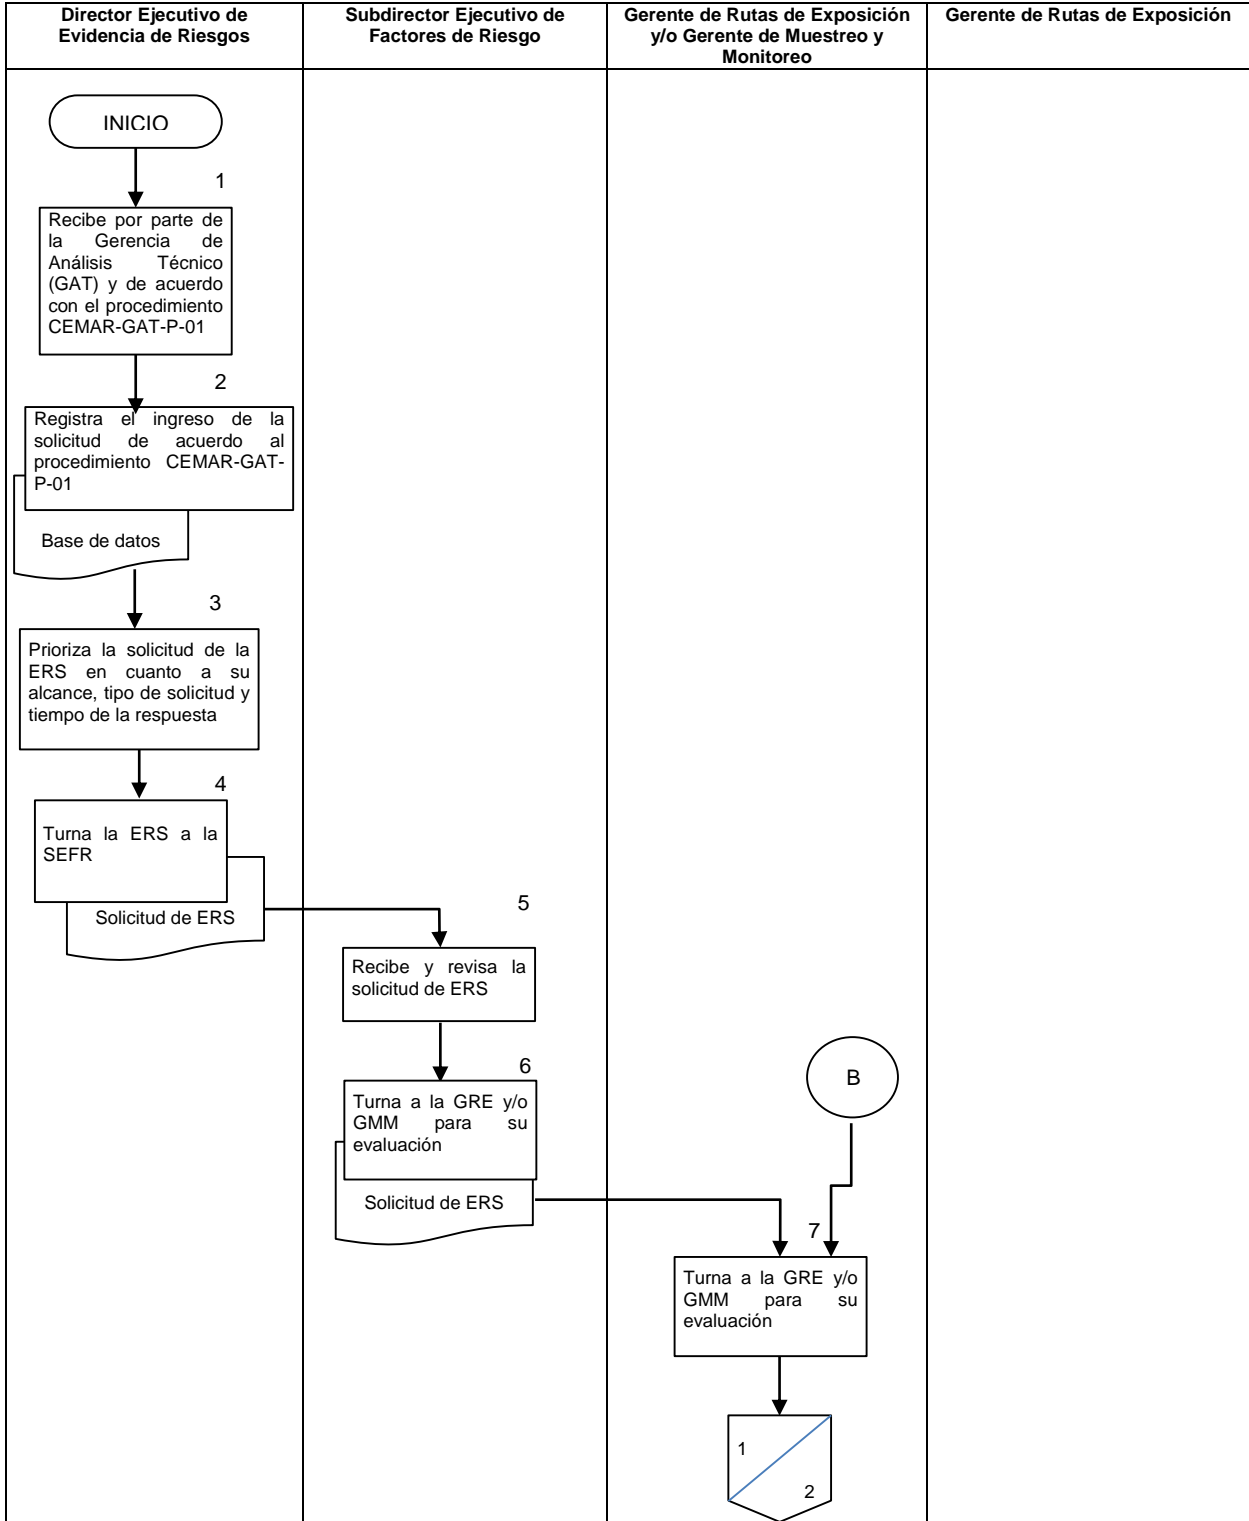 Director Ejecutivo de
Evidencia de Riesgos
Subdirector Ejecutivo de
Factores de Riesgo
Gerente de Rutas de Exposición
y/o Gerente de Muestreo y
Monitoreo
Gerente de Rutas de Exposición
INICIO
1
Recibe por parte de
la Gerencia de
Análisis Técnico
(GAT) y de acuerdo
con el procedimiento
CEMAR-GAT-P-01
2
Registra el ingreso de la
solicitud de acuerdo al
procedimiento CEMAR-GAT-
P-01
Base de datos
3
Prioriza la solicitud de la
ERS en cuanto a su
alcance, tipo de solicitud y
tiempo de la respuesta
4
Turna la ERS a la
SEFR
Solicitud de ERS
5
Recibe y revisa la
solicitud de ERS
6
Turna a la GRE y/o
GMM para su
evaluación
Solicitud de ERS
B
7
Turna a la GRE y/o
GMM para su
evaluación
1
2